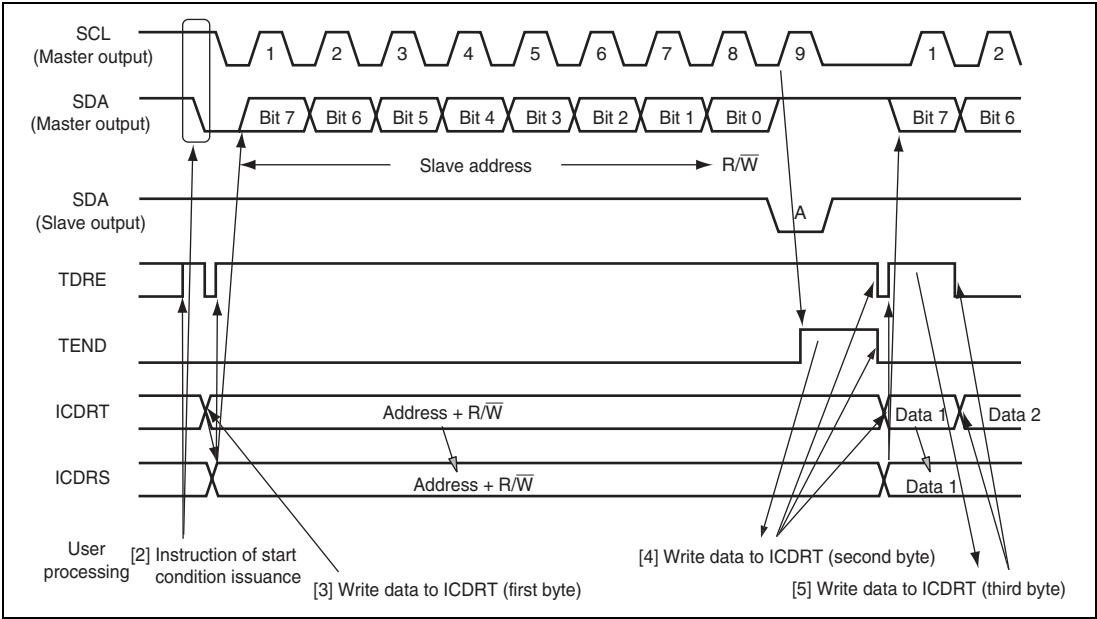 SCL
(Master output)
1 2 3 4 5 6 7 8 9 1 2
SDA
(Master output)
Bit 7 Bit 6 Bit 5 Bit 4 Bit 3 Bit 2 Bit 1 Bit 0 Bit 7 Bit 6
Slave address R/W̅
SDA
(Slave output)
A
TDRE
TEND
ICDRT
Address + R/W̅ Data 1 Data 2
ICDRS
Address + R/W̅ Data 1
User
processing
[2] Instruction of start
condition issuance
[3] Write data to ICDRT (first byte)
[4] Write data to ICDRT (second byte)
[5] Write data to ICDRT (third byte)